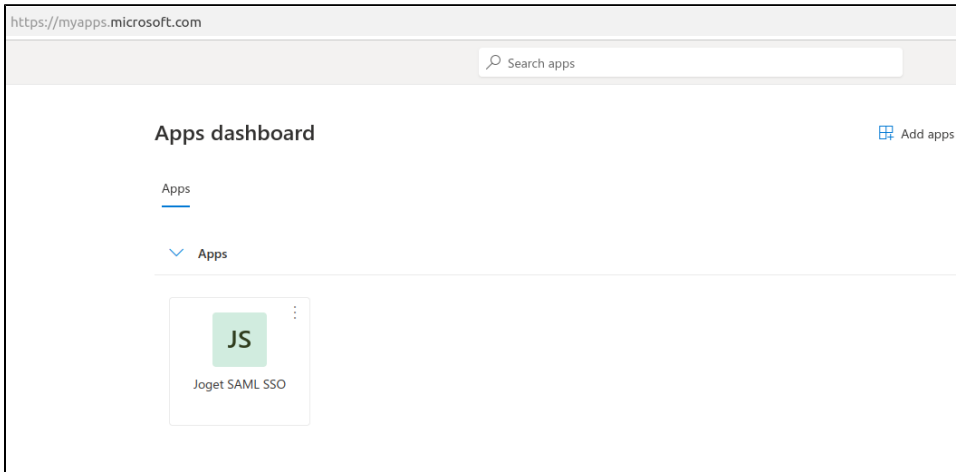 https://myapps.microsoft.com
Search apps
Apps dashboard
Add apps
Apps
Apps
JS
Joget SAML SSO